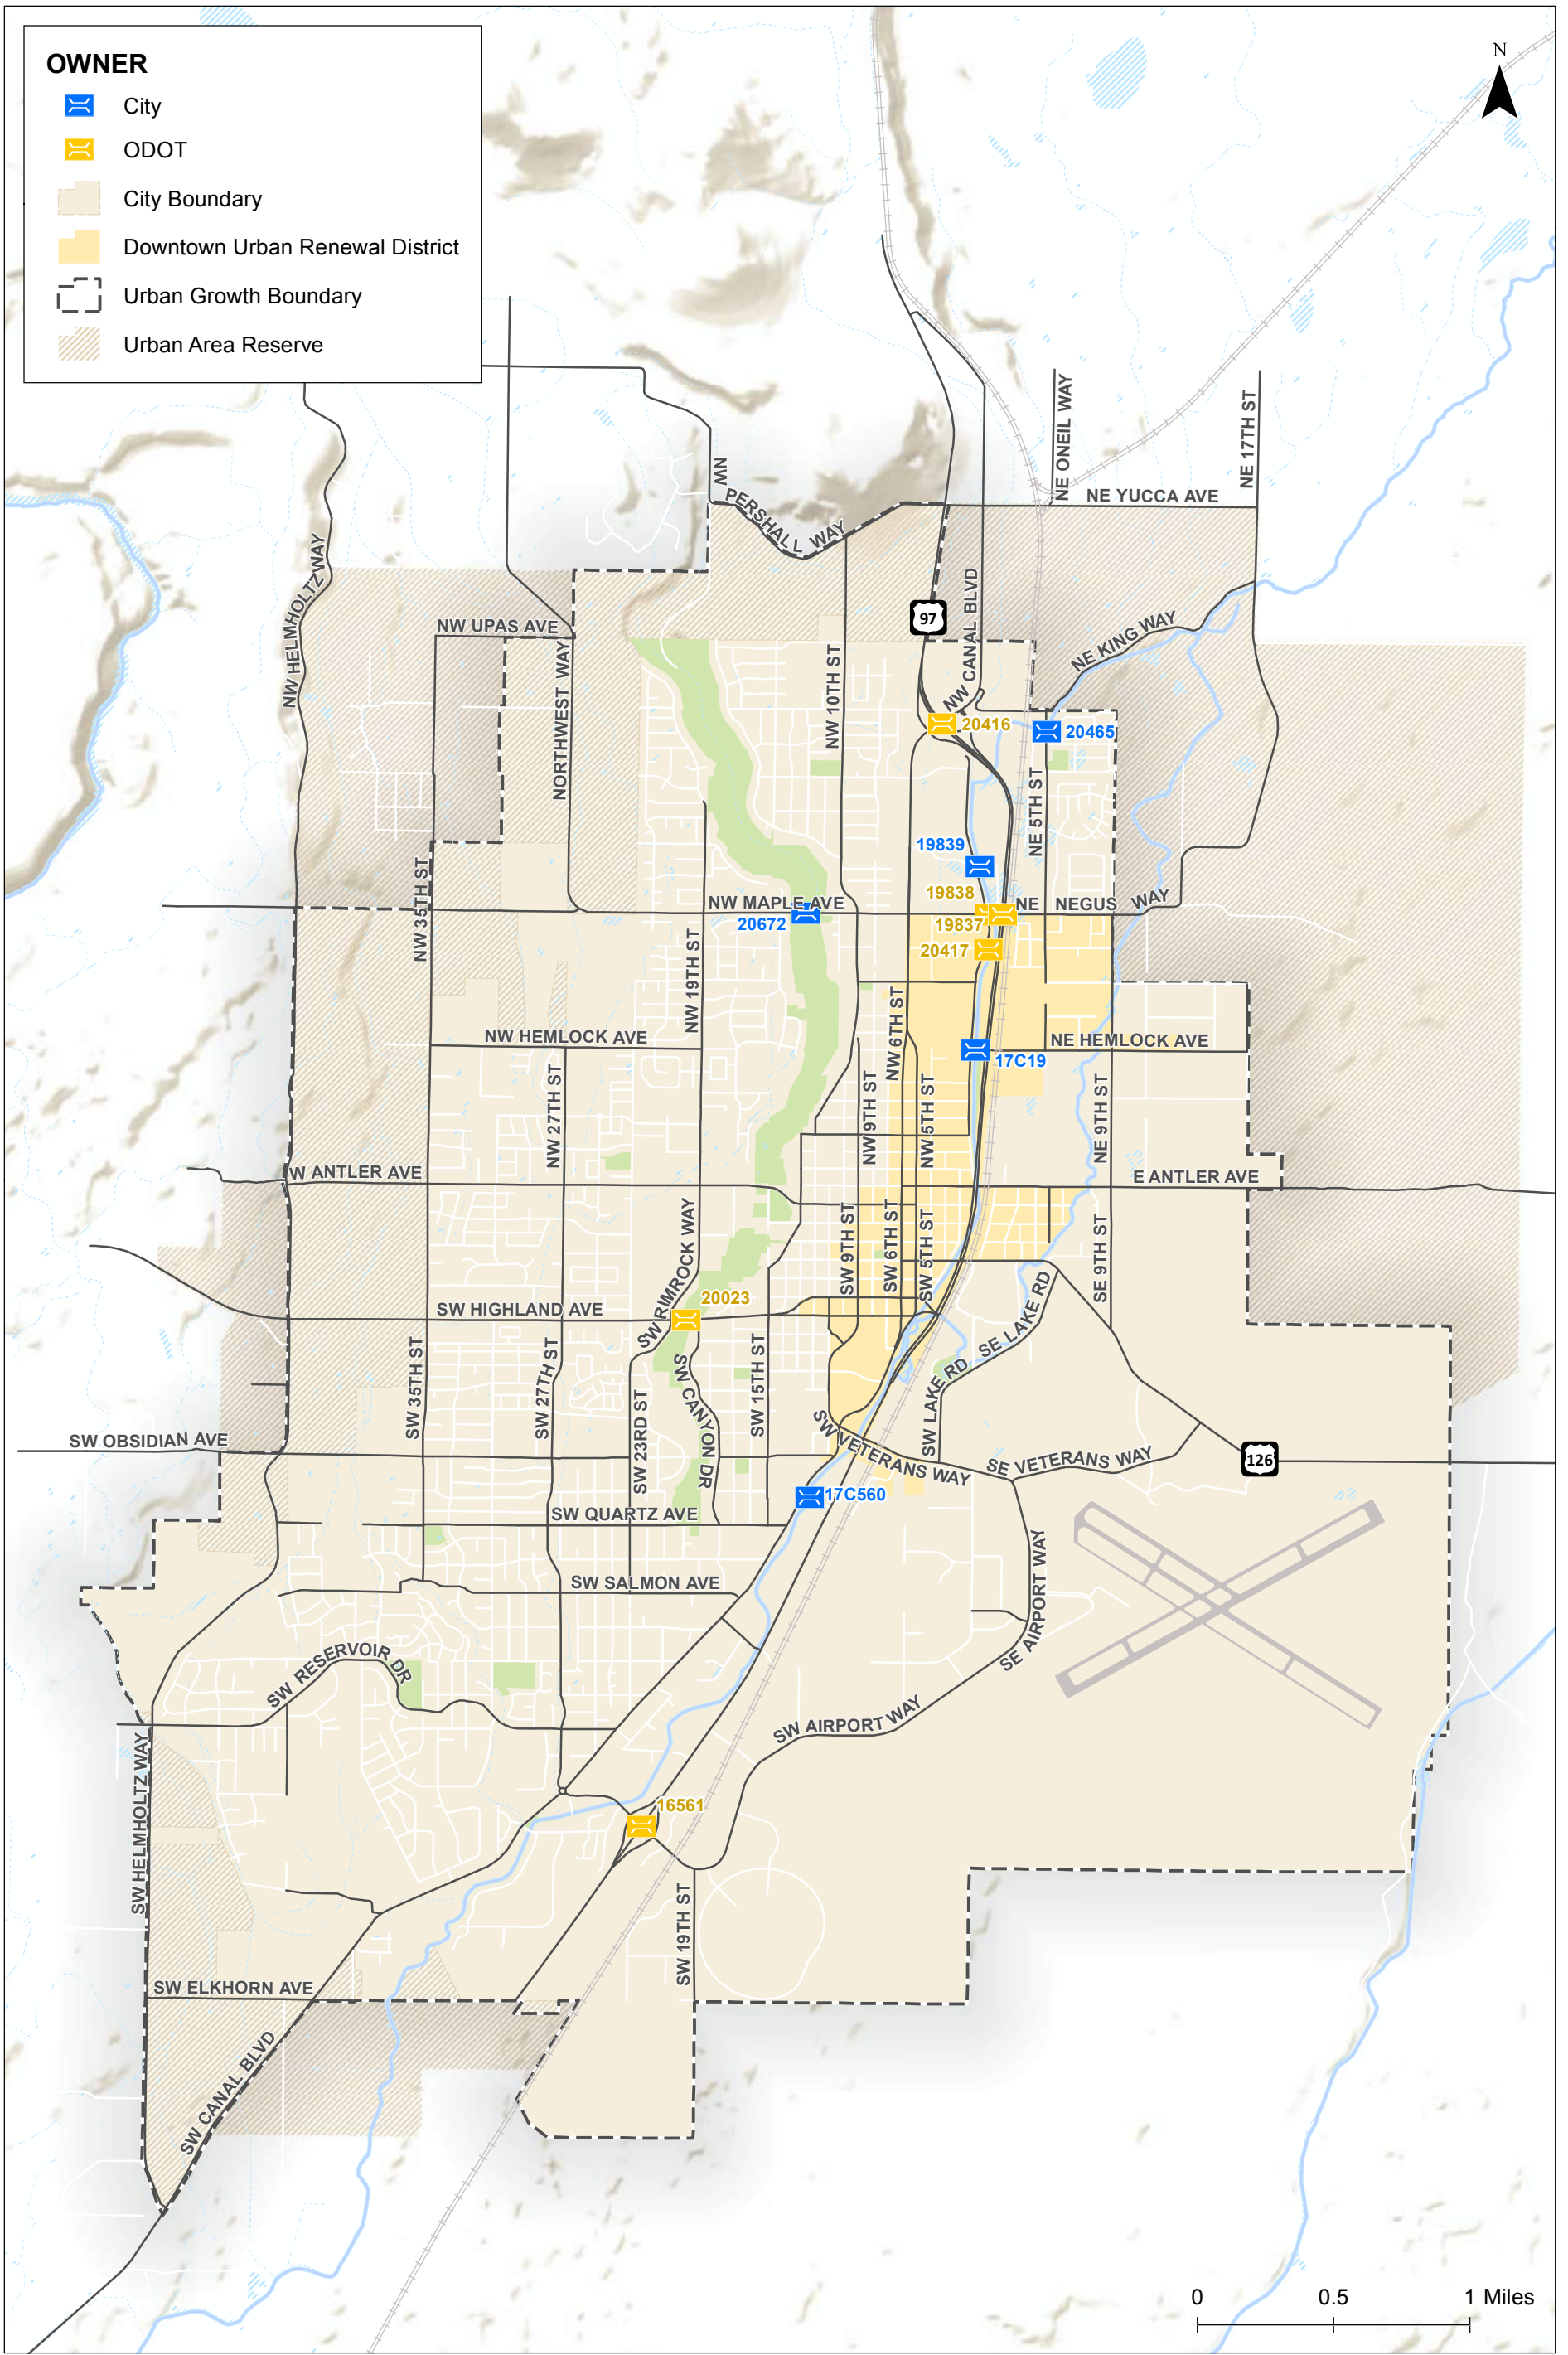 OWNER
City
ODOT
City Boundary
Downtown Urban Renewal District
Urban Growth Boundary
Urban Area Reserve
N
NE ONEIL WAY
NE 17TH ST
NE YUCCA AVE
NW PERSHALL WAY
NW HELMHOLTZ WAY
97
NW CANAL BLVD
NE KING WAY
NW UPAS AVE
NORTHWEST WAY
NW 10TH ST
20416
20465
NE 5TH ST
19839
NW 35TH ST
NW MAPLE AVE
20672
19838
19837
NE NEGUS WAY
20417
NW 19TH ST
NW 6TH ST
NW HEMLOCK AVE
NE HEMLOCK AVE
17C19
NW 27TH ST
NW 9TH ST
NW 5TH ST
NE 9TH ST
W ANTLER AVE
E ANTLER AVE
SW RIMROCK WAY
SW 9TH ST
SW 6TH ST
SW 5TH ST
SE 9TH ST
20023
SW HIGHLAND AVE
SE LAKE RD
SW 35TH ST
SW 27TH ST
SW 23RD ST
SW CANYON DR
SW 15TH ST
SW LAKE RD
SW OBSIDIAN AVE
SW VETERANS WAY
SE VETERANS WAY
126
17C560
SW QUARTZ AVE
SW SALMON AVE
SE AIRPORT WAY
SW RESERVOIR DR
SW AIRPORT WAY
SW HELMHOLTZ WAY
16561
SW 19TH ST
SW ELKHORN AVE
SW CANAL BLVD
0 0.5 1 Miles